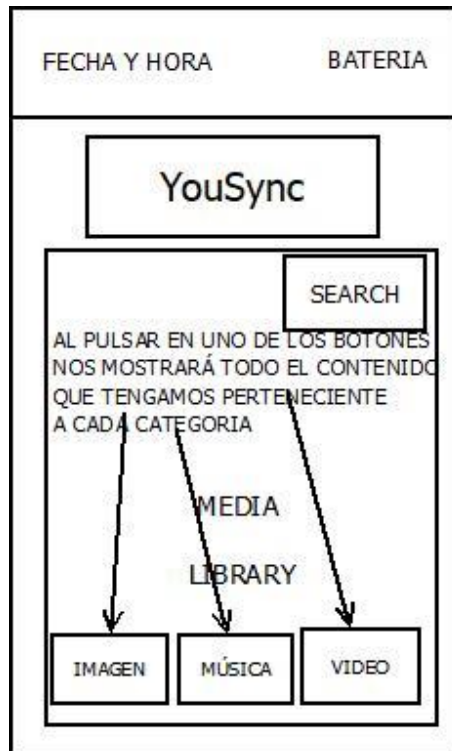 FECHA Y HORA
BATERIA
YouSync
SEARCH
AL PULSAR EN UNO DE LOS BOTONES
NOS MOSTRARÁ TODO EL CONTENIDO
QUE TENGAMOS PERTENECIENTE
A CADA CATEGORIA
MEDIA
LIBRARY
IMAGEN
MÚSICA
VIDEO